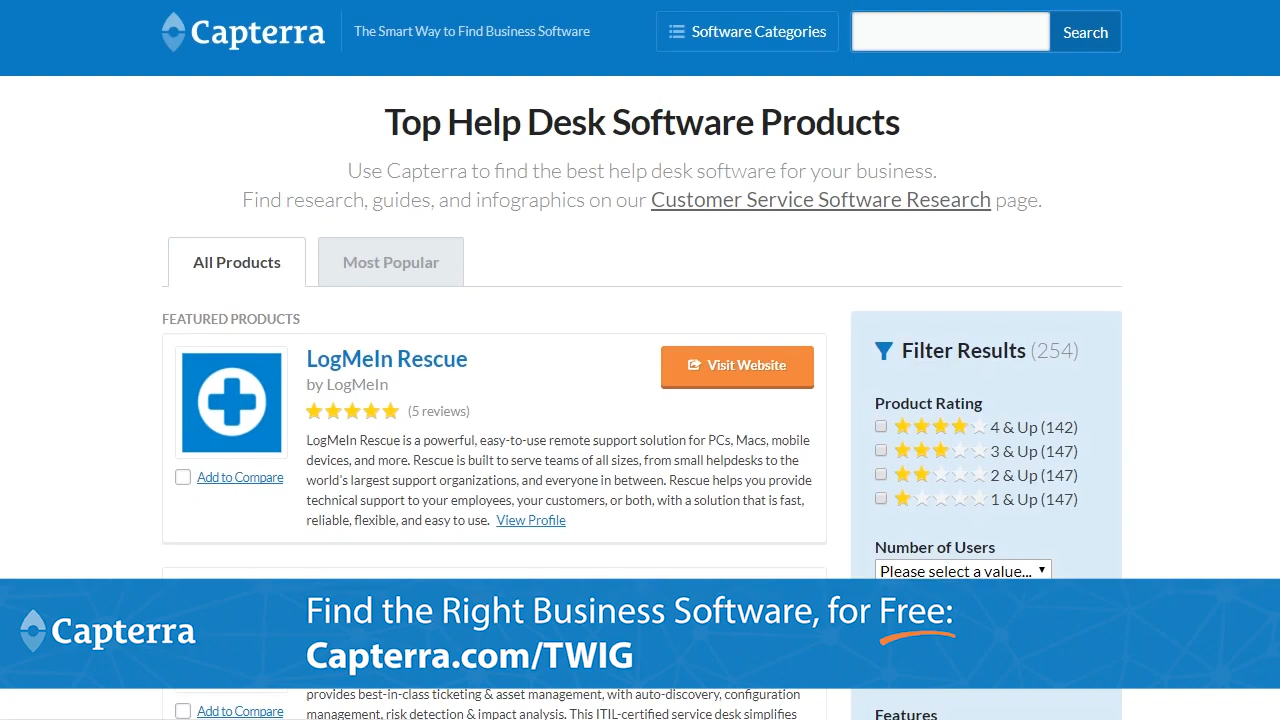 Capterra
The Smart Way to Find Business Software
Software Categories
Search
Top Help Desk Software Products
Use Capterra to find the best help desk software for your business.
Find research, guides, and infographics on our Customer Service Software Research page.
All Products
Most Popular
FEATURED PRODUCTS
LogMeIn Rescue
by LogMeIn
(5 reviews)
Visit Website
LogMeIn Rescue is a powerful, easy-to-use remote support solution for PCs, Macs, mobile
devices, and more. Rescue is built to serve teams of all sizes, from small helpdesks to the
world's largest support organizations, and everyone in between. Rescue helps you provide
technical support to your employees, your customers, or both, with a solution that is fast,
reliable, flexible, and easy to use. View Profile
Add to Compare
Filter Results (254)
Product Rating
4 & Up (142)
3 & Up (147)
2 & Up (147)
1 & Up (147)
Number of Users
Please select a value...
Capterra
Find the Right Business Software, for Free:
Capterra.com/TWIG
provides best-in-class ticketing & asset management, with auto-discovery, configuration
management, risk detection & impact analysis. This ITIL-certified service desk simplifies
Add to Compare
Features